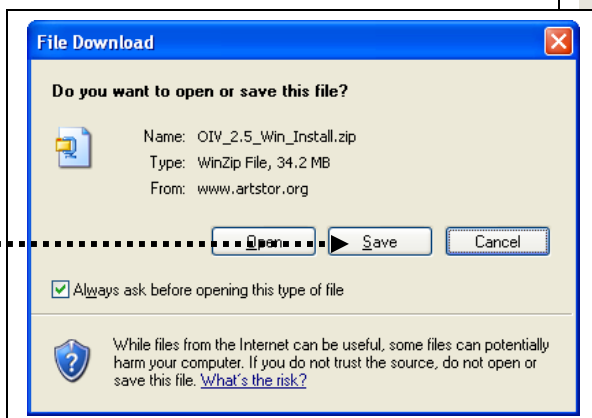 File Download
Do you want to open or save this file?
Name: OIV_2.5_Win_Install.zip
Type: WinZip File, 34.2 MB
From: www.artstor.org
Open Save Cancel
Always ask before opening this type of file
While files from the Internet can be useful, some files can potentially
harm your computer. If you do not trust the source, do not open or
save this file. What's the risk?